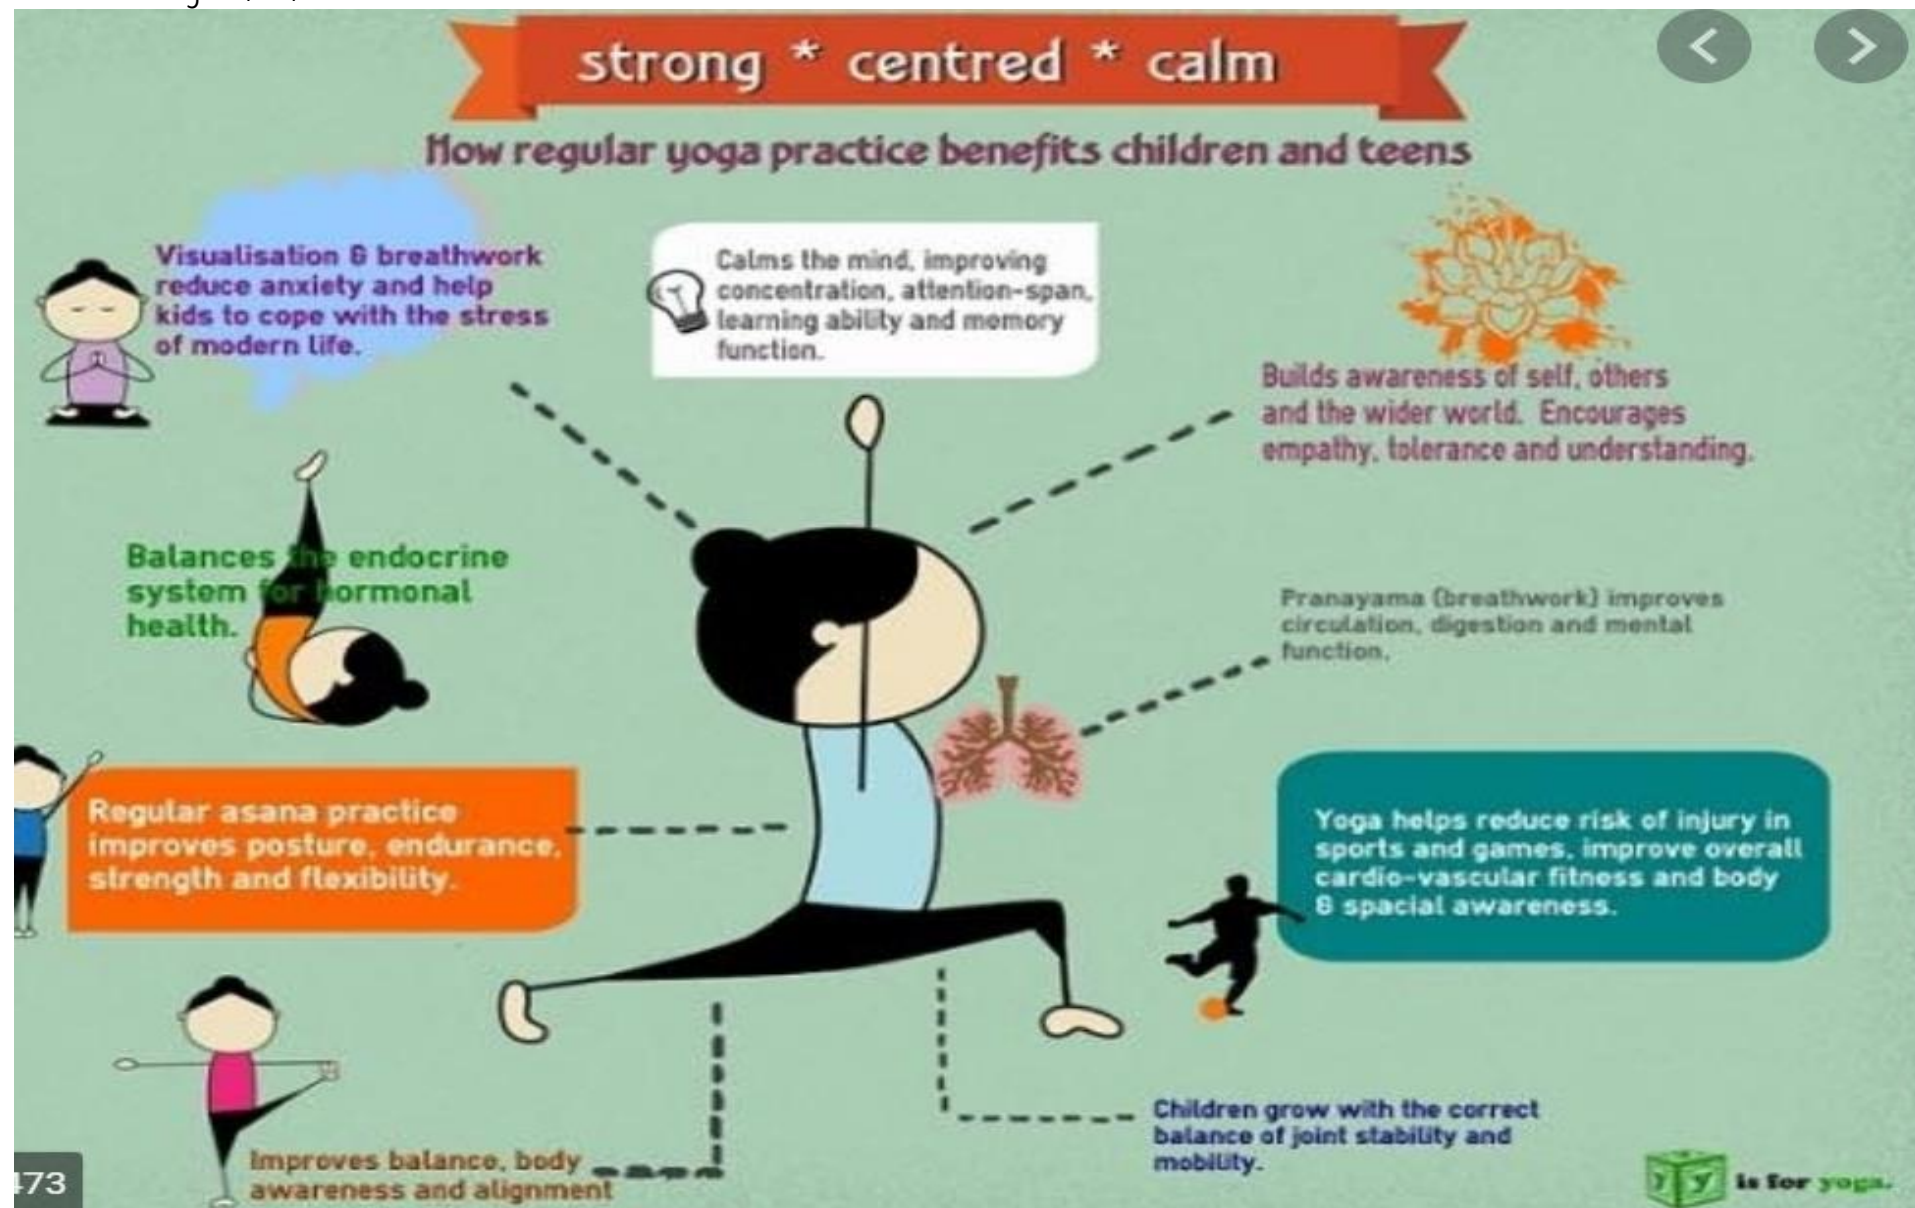 strong * centred * calm
How regular yoga practice benefits children and teens
Visualisation & breathwork
reduce anxiety and help
kids to cope with the stress
of modern life.
Calms the mind, improving
concentration, attention-span,
learning ability and memory
function.
Builds awareness of self, others
and the wider world. Encourages
empathy, tolerance and understanding.
Balances the endocrine
system for hormonal
health.
Pranayama (breathwork) improves
circulation, digestion and mental
function.
Regular asana practice
improves posture, endurance,
strength and flexibility.
Yoga helps reduce risk of injury in
sports and games, improve overall
cardio-vascular fitness and body
& spacial awareness.
Children grow with the correct
balance of joint stability and
mobility.
Improves balance, body
awareness and alignment
473
y is for yoga.